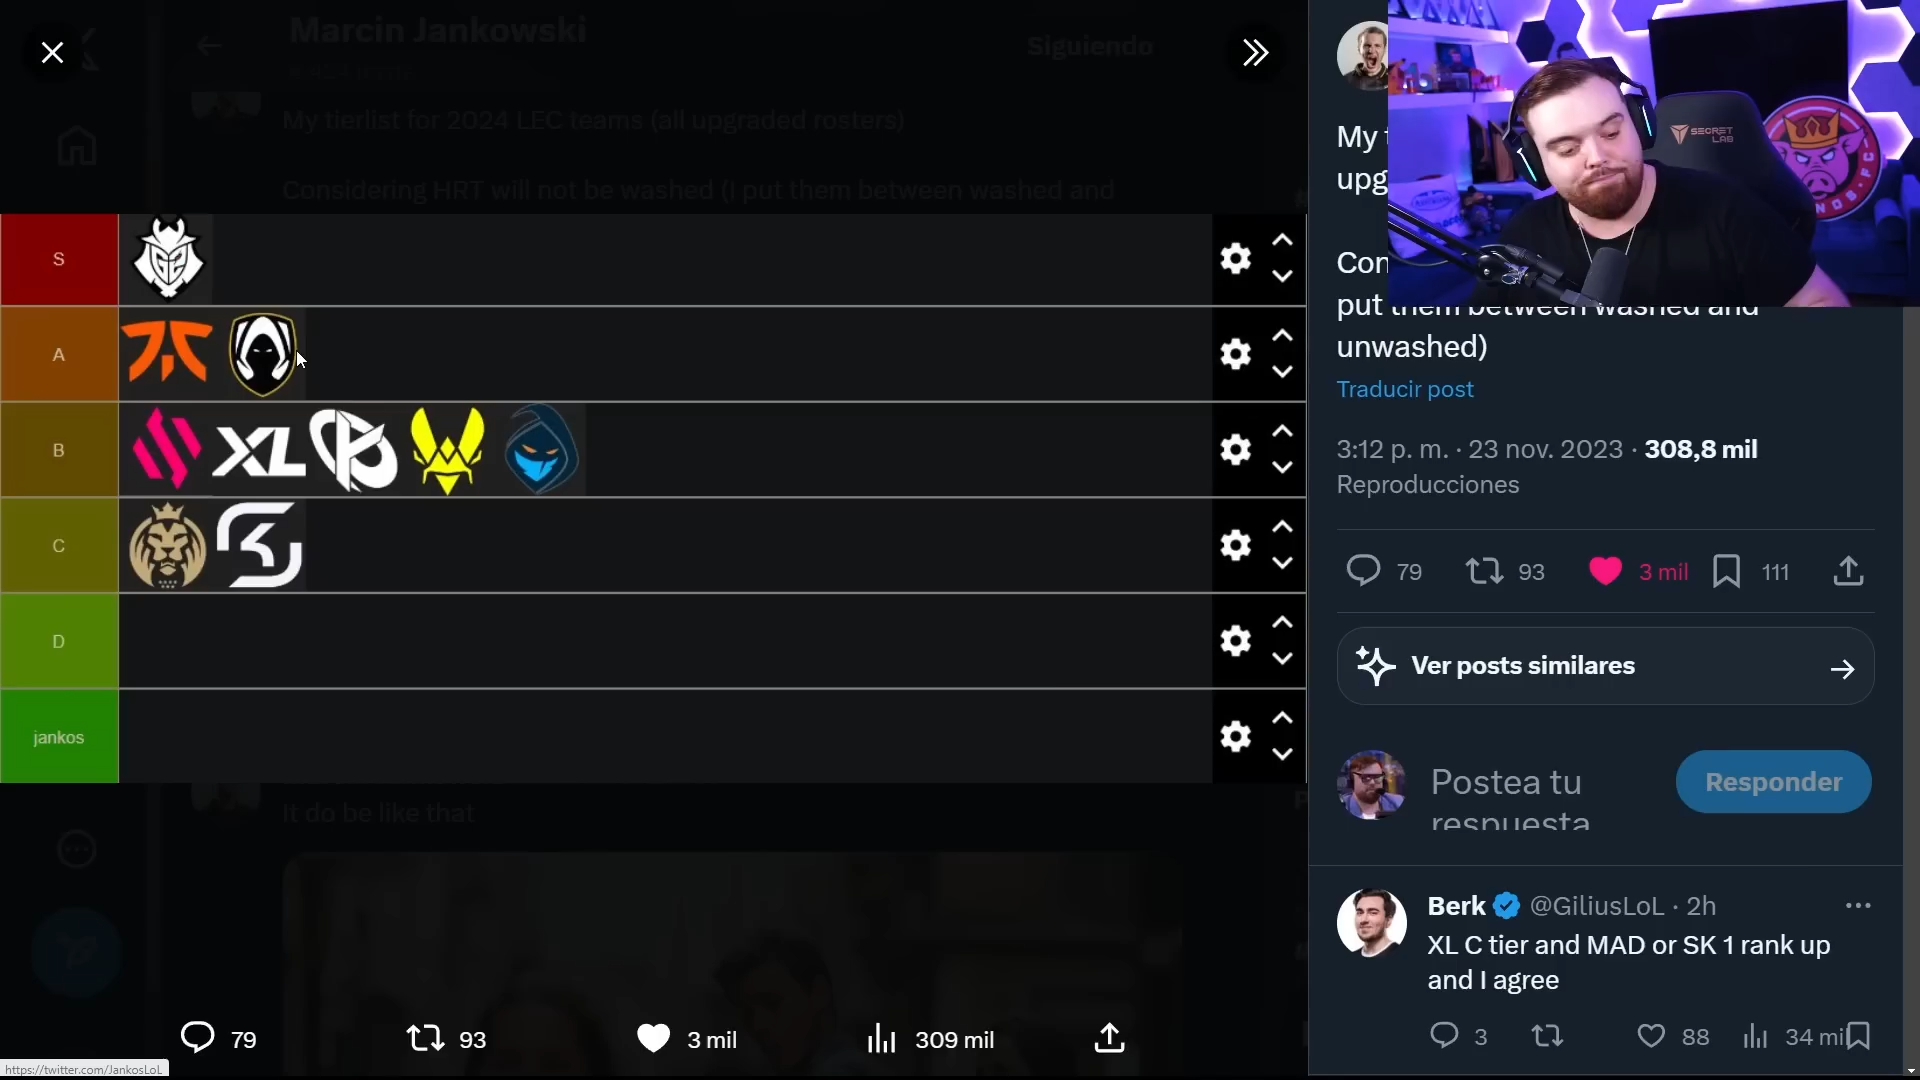 Marcin Jankowski
Siguiendo
My tierlist for 2024 LEC teams (all upgraded rosters)
Considering HRT will not be washed (I put them between washed and
S
G2
A
B
XL
C
D
jankos
It do be like that
79
93
3 mil
309 mil
https://twitter.com/JankosLoL
SECRET
LAB
My
upg
Con
put them between washed and
unwashed)
Traducir post
3:12 p. m. · 23 nov. 2023 · 308,8 mil
Reproducciones
79
93
3 mil
111
Ver posts similares
Postea tu
respuesta
Responder
Berk @GiliusLoL · 2h
XL C tier and MAD or SK 1 rank up
and I agree
3
88
34 mil